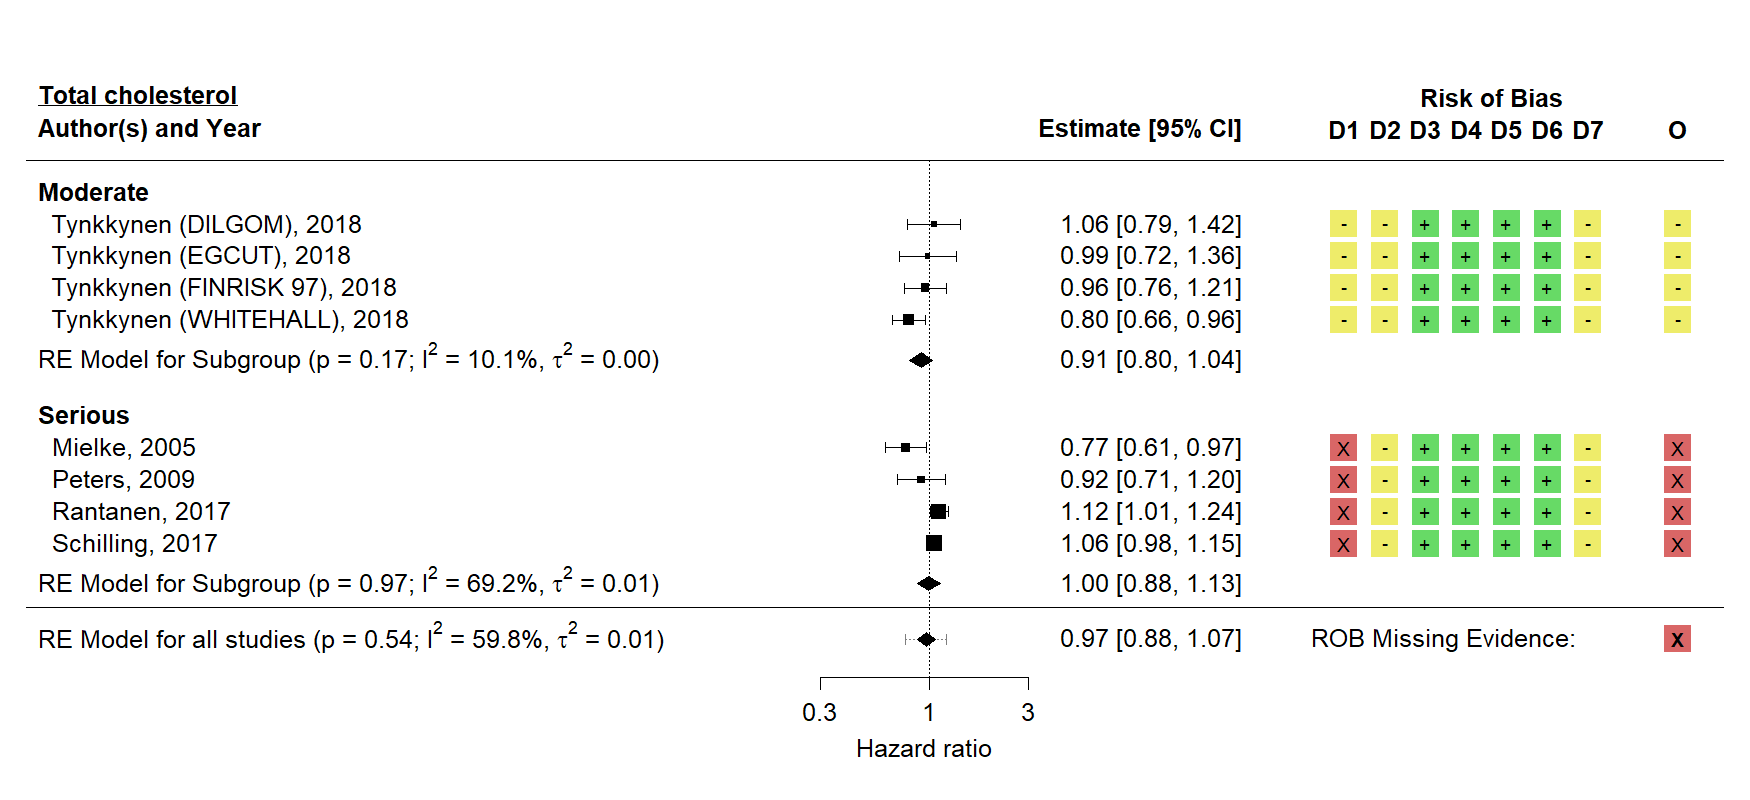 Total cholesterol
Risk of Bias
Author(s) and Year Estimate [95% CI] D1 D2 D3 D4 D5 D6 D7 O
Moderate
Tynkkynen (DILGOM), 2018 1.06 [0.79, 1.42] - - + + + + - -
Tynkkynen (EGCUT), 2018 0.99 [0.72, 1.36] - - + + + + - -
Tynkkynen (FINRISK 97), 2018 0.96 [0.76, 1.21] - - + + + + - -
Tynkkynen (WHITEHALL), 2018 0.80 [0.66, 0.96] - - + + + + - -
RE Model for Subgroup (p = 0.17; I² = 10.1%, τ² = 0.00) 0.91 [0.80, 1.04]
Serious
Mielke, 2005 0.77 [0.61, 0.97] X - + + + + - X
Peters, 2009 0.92 [0.71, 1.20] X - + + + + - X
Rantanen, 2017 1.12 [1.01, 1.24] X - + + + + - X
Schilling, 2017 1.06 [0.98, 1.15] X - + + + + - X
RE Model for Subgroup (p = 0.97; I² = 69.2%, τ² = 0.01) 1.00 [0.88, 1.13]
RE Model for all studies (p = 0.54; I² = 59.8%, τ² = 0.01) 0.97 [0.88, 1.07] ROB Missing Evidence: X
0.3 1 3
Hazard ratio